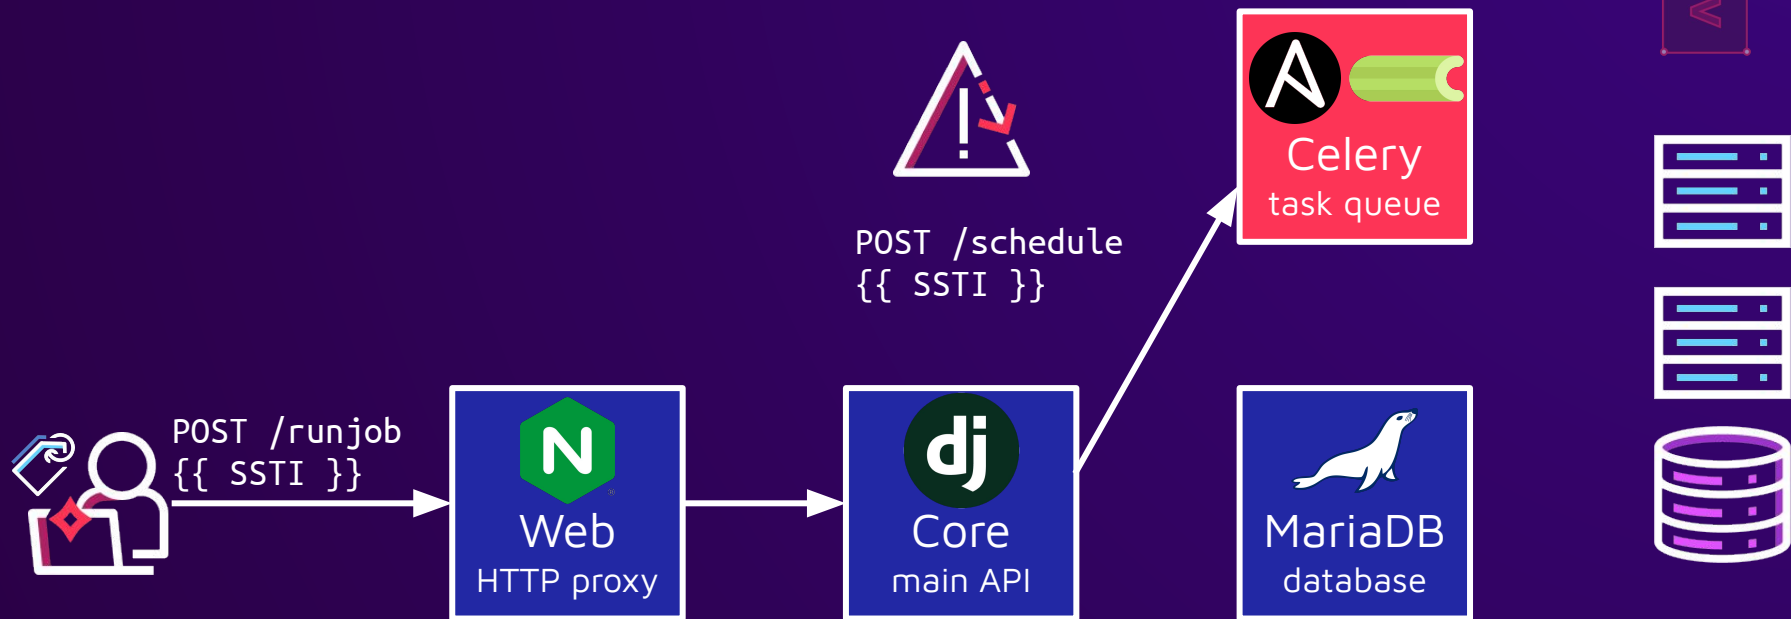 Celery
task queue
POST /schedule
{{ SSTI }}
POST /runjob
{{ SSTI }}
N
Web
HTTP proxy
dj
Core
main API
MariaDB
database